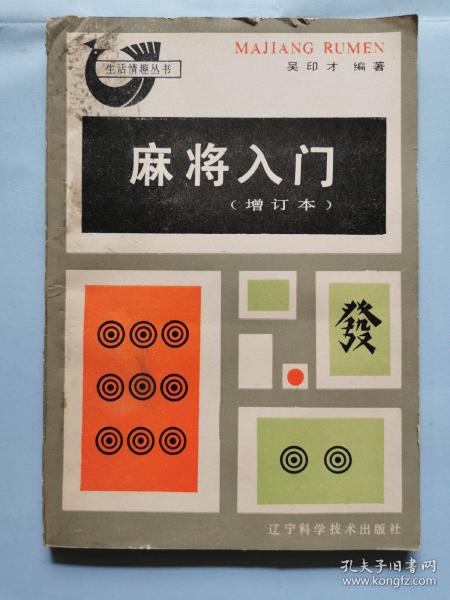 生活情趣丛书
MAJIANG RUMEN
吴印才 编著
麻将入门
（增订本）
發
辽宁科学技术出版社
孔夫子旧书网
www.kongfz.com